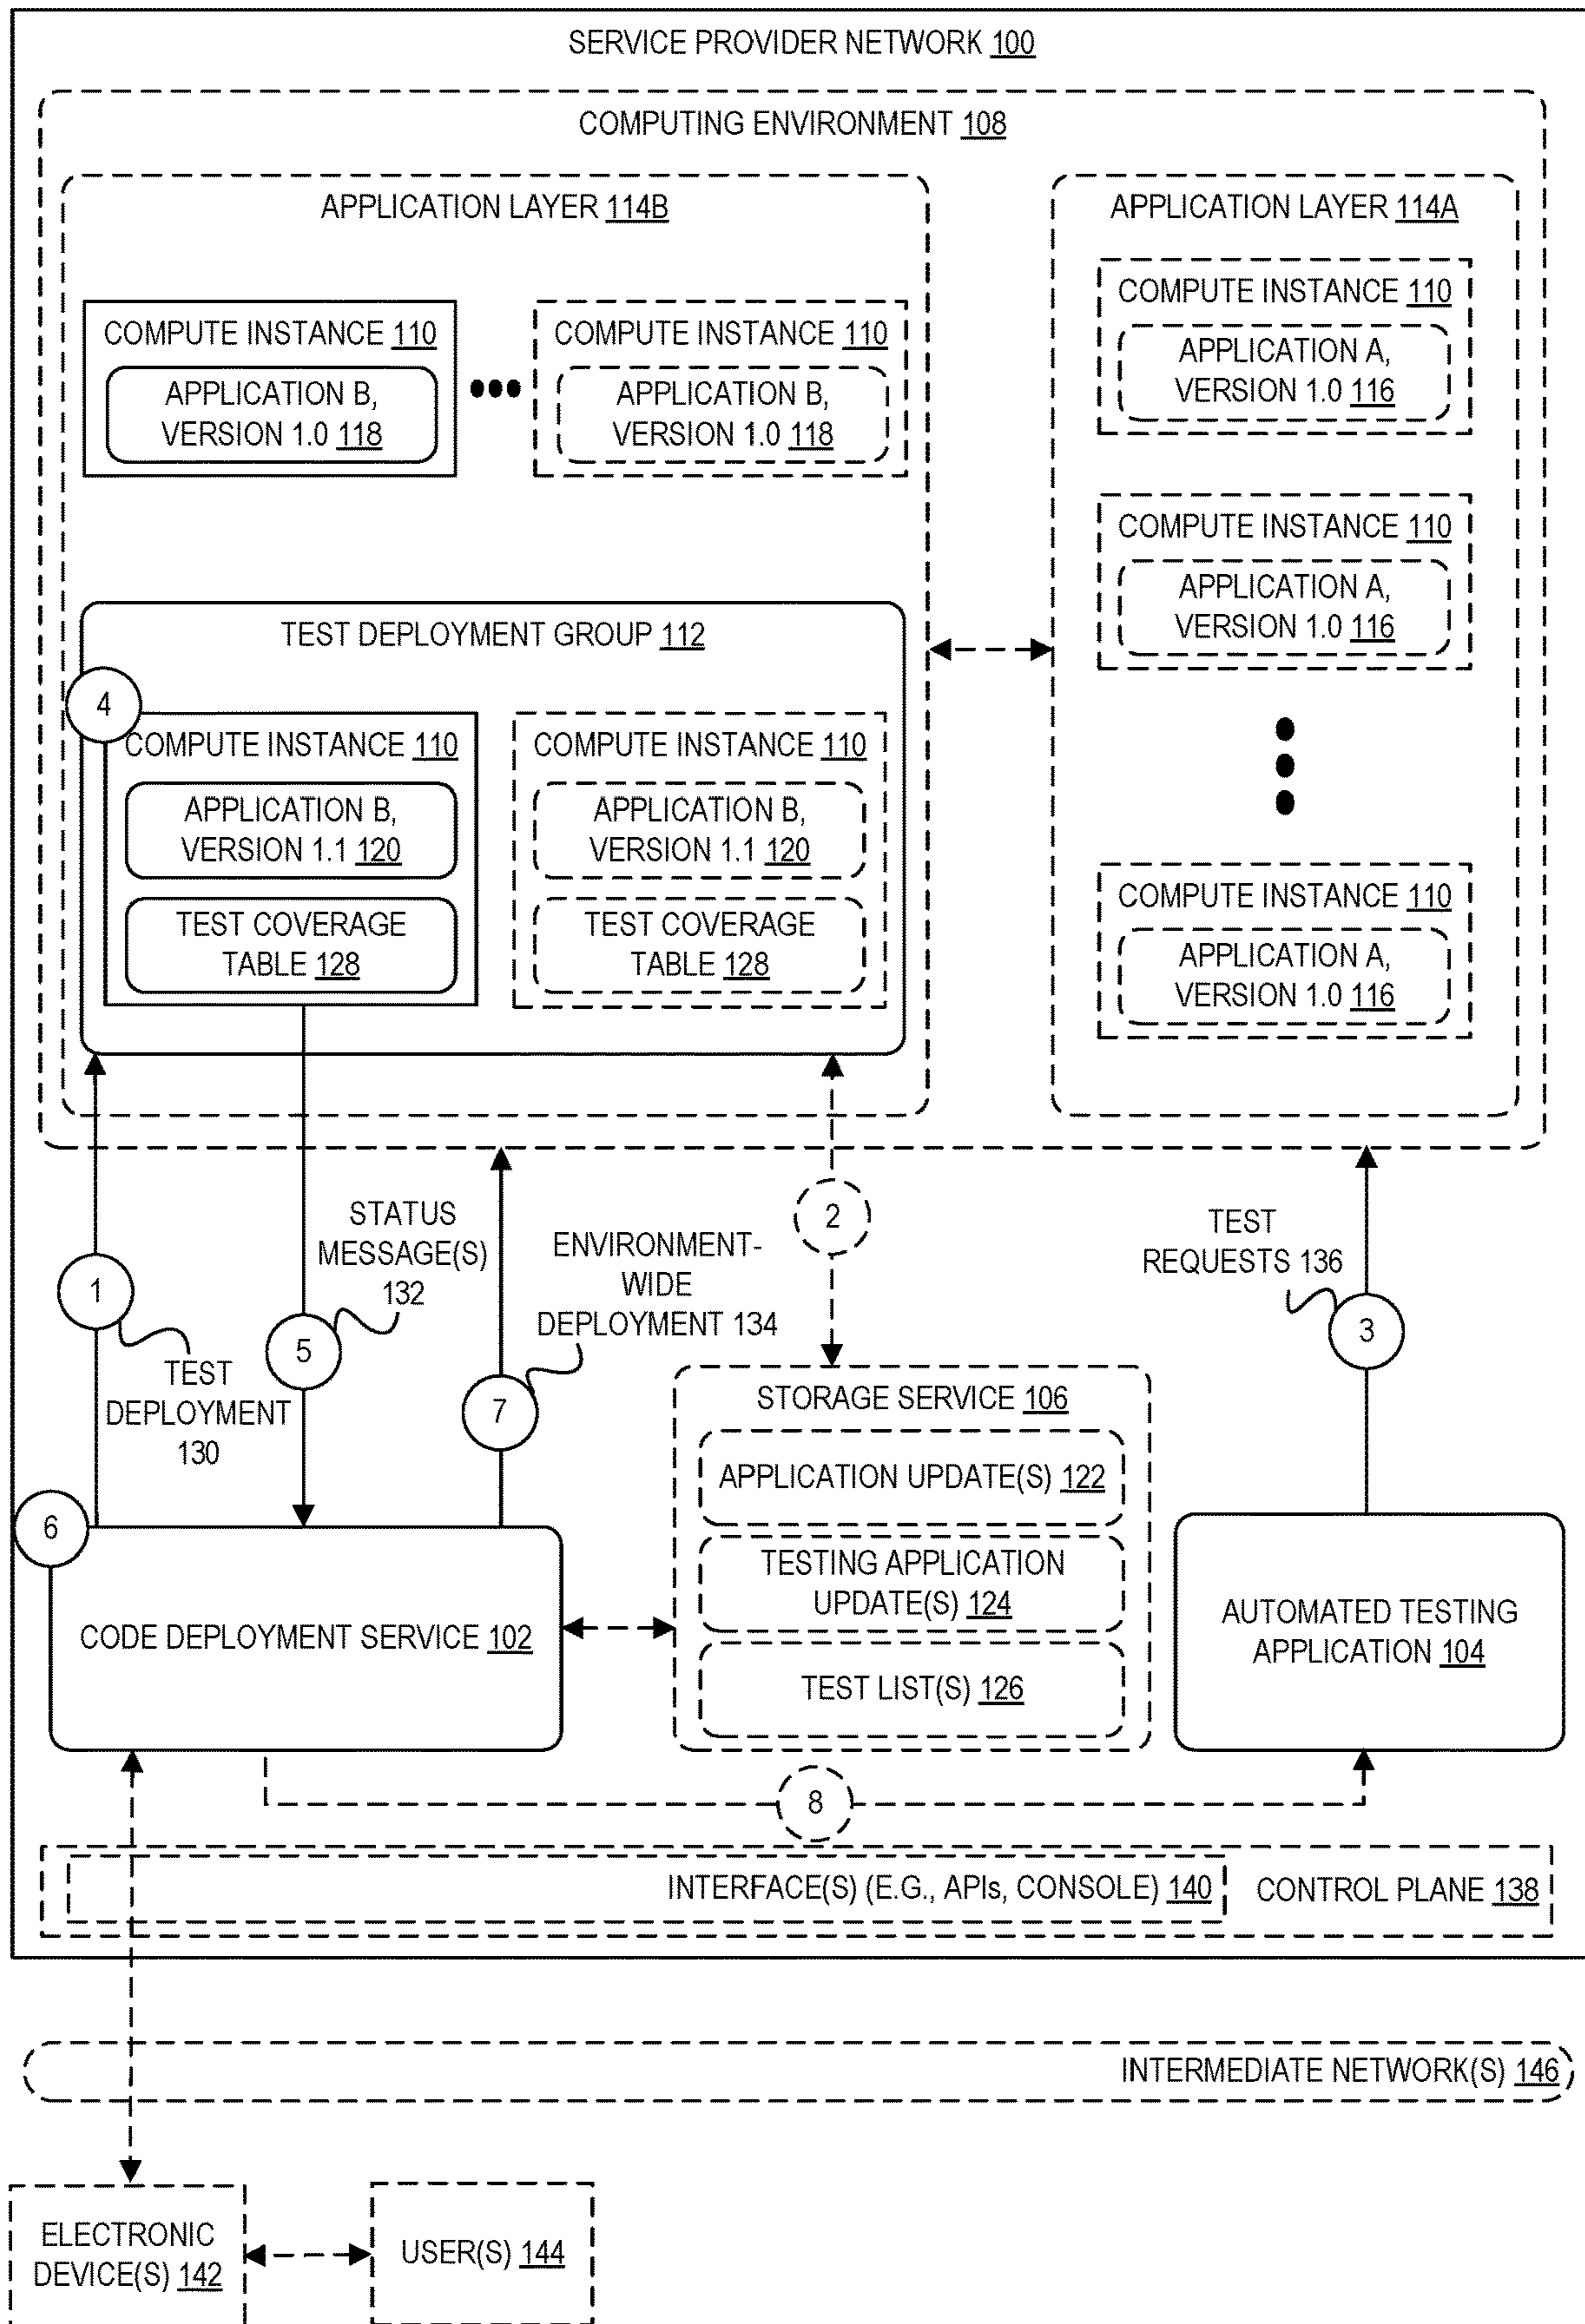 SERVICE PROVIDER NETWORK 100
COMPUTING ENVIRONMENT 108
APPLICATION LAYER 114B
COMPUTE INSTANCE 110
APPLICATION B,
VERSION 1.0 118
COMPUTE INSTANCE 110
APPLICATION B,
VERSION 1.0 118
TEST DEPLOYMENT GROUP 112
4
COMPUTE INSTANCE 110
APPLICATION B,
VERSION 1.1 120
TEST COVERAGE
TABLE 128
COMPUTE INSTANCE 110
APPLICATION B,
VERSION 1.1 120
TEST COVERAGE
TABLE 128
APPLICATION LAYER 114A
COMPUTE INSTANCE 110
APPLICATION A,
VERSION 1.0 116
COMPUTE INSTANCE 110
APPLICATION A,
VERSION 1.0 116
COMPUTE INSTANCE 110
APPLICATION A,
VERSION 1.0 116
1
TEST
DEPLOYMENT
130
STATUS
MESSAGE(S)
132
5
ENVIRONMENT-
WIDE
DEPLOYMENT 134
7
2
TEST
REQUESTS 136
3
6
CODE DEPLOYMENT SERVICE 102
STORAGE SERVICE 106
APPLICATION UPDATE(S) 122
TESTING APPLICATION
UPDATE(S) 124
TEST LIST(S) 126
AUTOMATED TESTING
APPLICATION 104
8
INTERFACE(S) (E.G., APIs, CONSOLE) 140
CONTROL PLANE 138
INTERMEDIATE NETWORK(S) 146
ELECTRONIC
DEVICE(S) 142
USER(S) 144